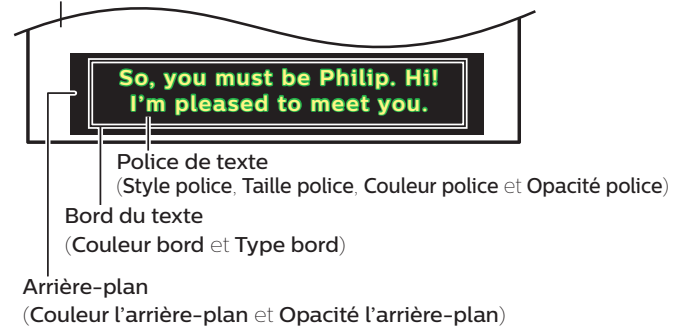 So, you must be Philip. Hi!
I'm pleased to meet you.
Police de texte
(Style police, Taille police, Couleur police et Opacité police)
Bord du texte
(Couleur bord et Type bord)
Arrière-plan
(Couleur l'arrière-plan et Opacité l'arrière-plan)